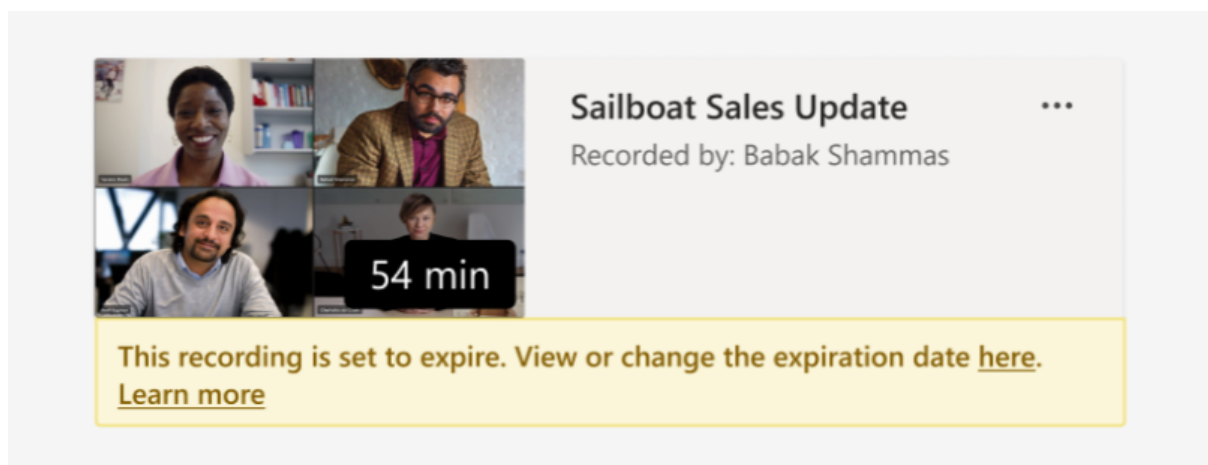 Sailboat Sales Update
...
Recorded by: Babak Shammas
54 min
This recording is set to expire. View or change the expiration date here.
Learn more